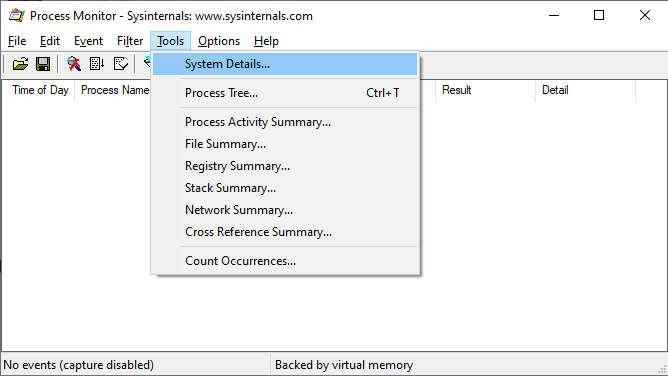 Process Monitor - Sysinternals: www.sysinternals.com
File Edit Event Filter Tools Options Help
System Details...
Time of Day Process Name Result Detail
Process Tree... Ctrl+T
Process Activity Summary...
File Summary...
Registry Summary...
Stack Summary...
Network Summary...
Cross Reference Summary...
Count Occurrences...
No events (capture disabled) Backed by virtual memory